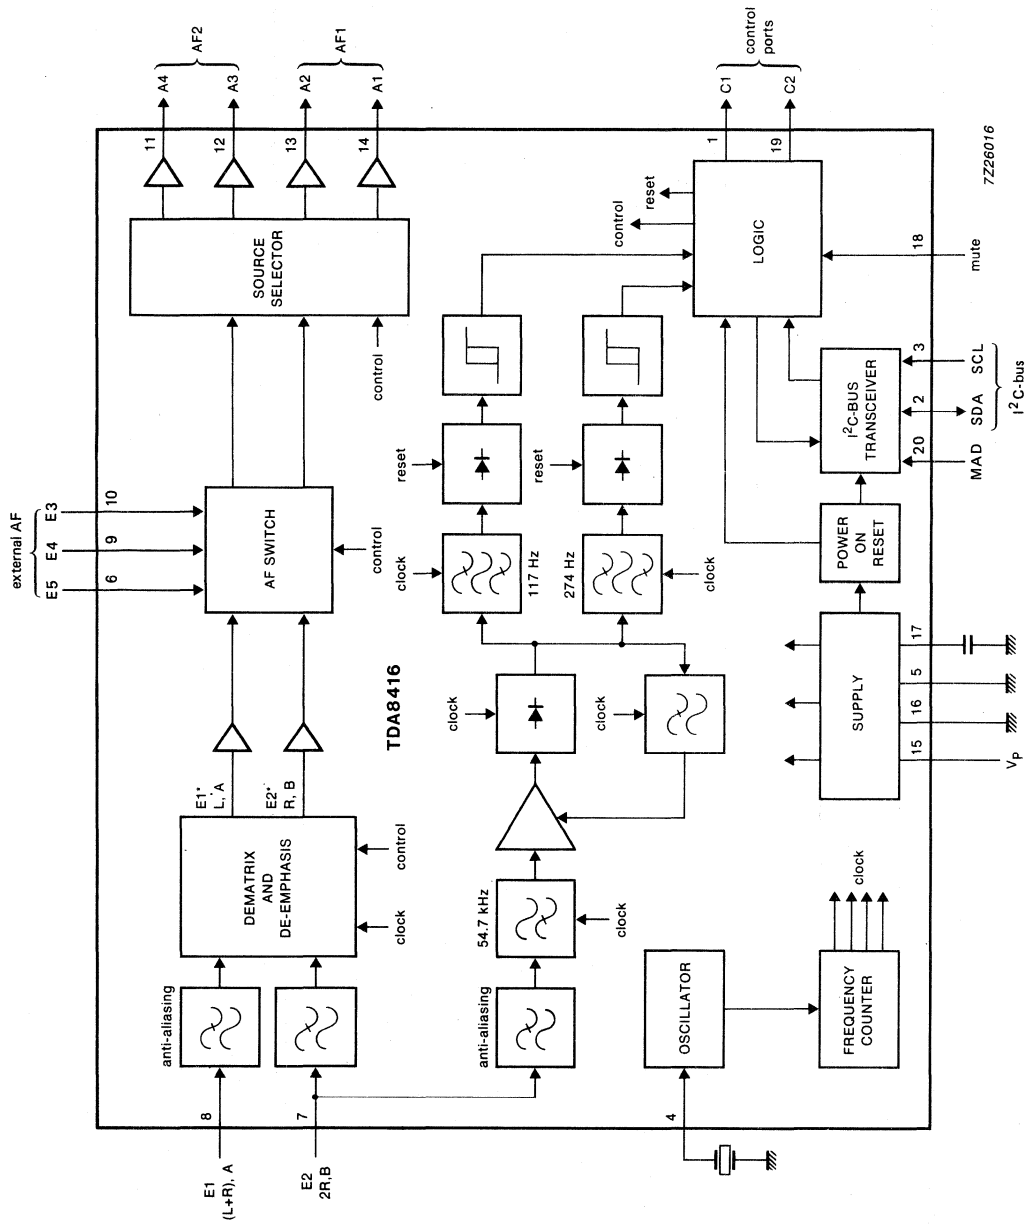 AF2
AF1
A4
A3
A2
A1
11
12
13
14
control
ports
C1
C2
1
19
7Z26016
SOURCE
SELECTOR
control
reset
control
LOGIC
18
mute
external AF
E3
E4
E5
10
9
6
AF SWITCH
control
reset
reset
I²C-BUS
TRANSCEIVER
3
2
20
SCL
SDA
MAD
I²C-bus
clock
117 Hz
274 Hz
clock
POWER
ON
RESET
TDA8416
clock
clock
SUPPLY
17
5
16
15
VP
E1*
L, A
E2*
R, B
DEMATRIX
AND
DE-EMPHASIS
control
clock
54.7 kHz
clock
clock
anti-aliasing
anti-aliasing
OSCILLATOR
FREQUENCY
COUNTER
8
7
4
E1
(L+R), A
E2
2R,B